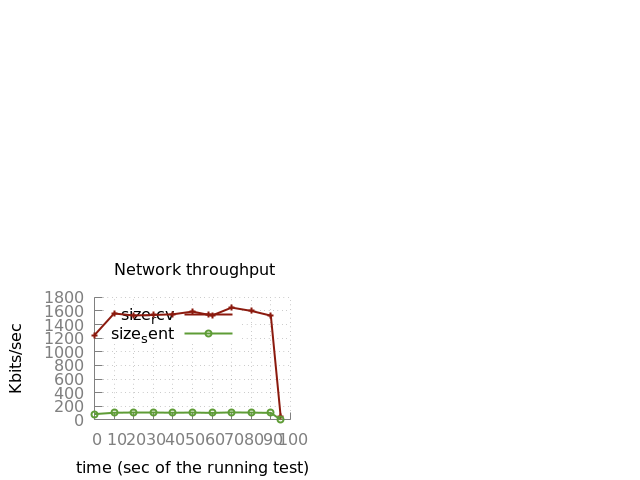 Network throughput
Kbits/sec
1800
1600
1400
1200
1000
800
600
400
200
0
size_rcv
size_sent
0 10 20 30 40 50 60 70 80 90 100
time (sec of the running test)